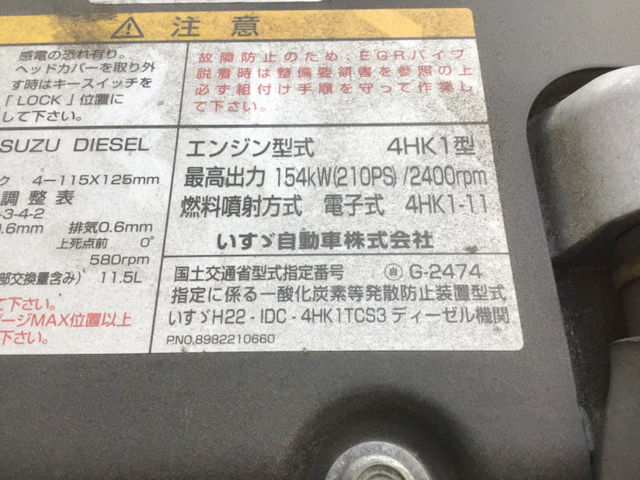 ⚠ 注意
感電の恐れ有り。
ヘッドカバーを取り外
す時はキースイッチを
「LOCK」位置に
して下さい。
故障防止のため、EGRパイプ
脱着時は整備要領書を参照の上
必ず組付け手順を守って作業し
て下さい。
SUZU DIESEL
ク 4-115X125mm
調整表
-3-4-2
0.6mm 排気0.6mm
上死点前 0°
580rpm
部交換量含み) 11.5L
て下さい。
ージMAX位置以上
下さい。
エンジン型式 4HK1型
最高出力 154kW(210PS)/2400rpm
燃料噴射方式 電子式 4HK1-11
いすゞ自動車株式会社
国土交通省型式指定番号 G-2474
指定に係る一酸化炭素等発散防止装置型式
いすゞH22-IDC-4HK1TCS3 ディーゼル機関
PNO,8982210660